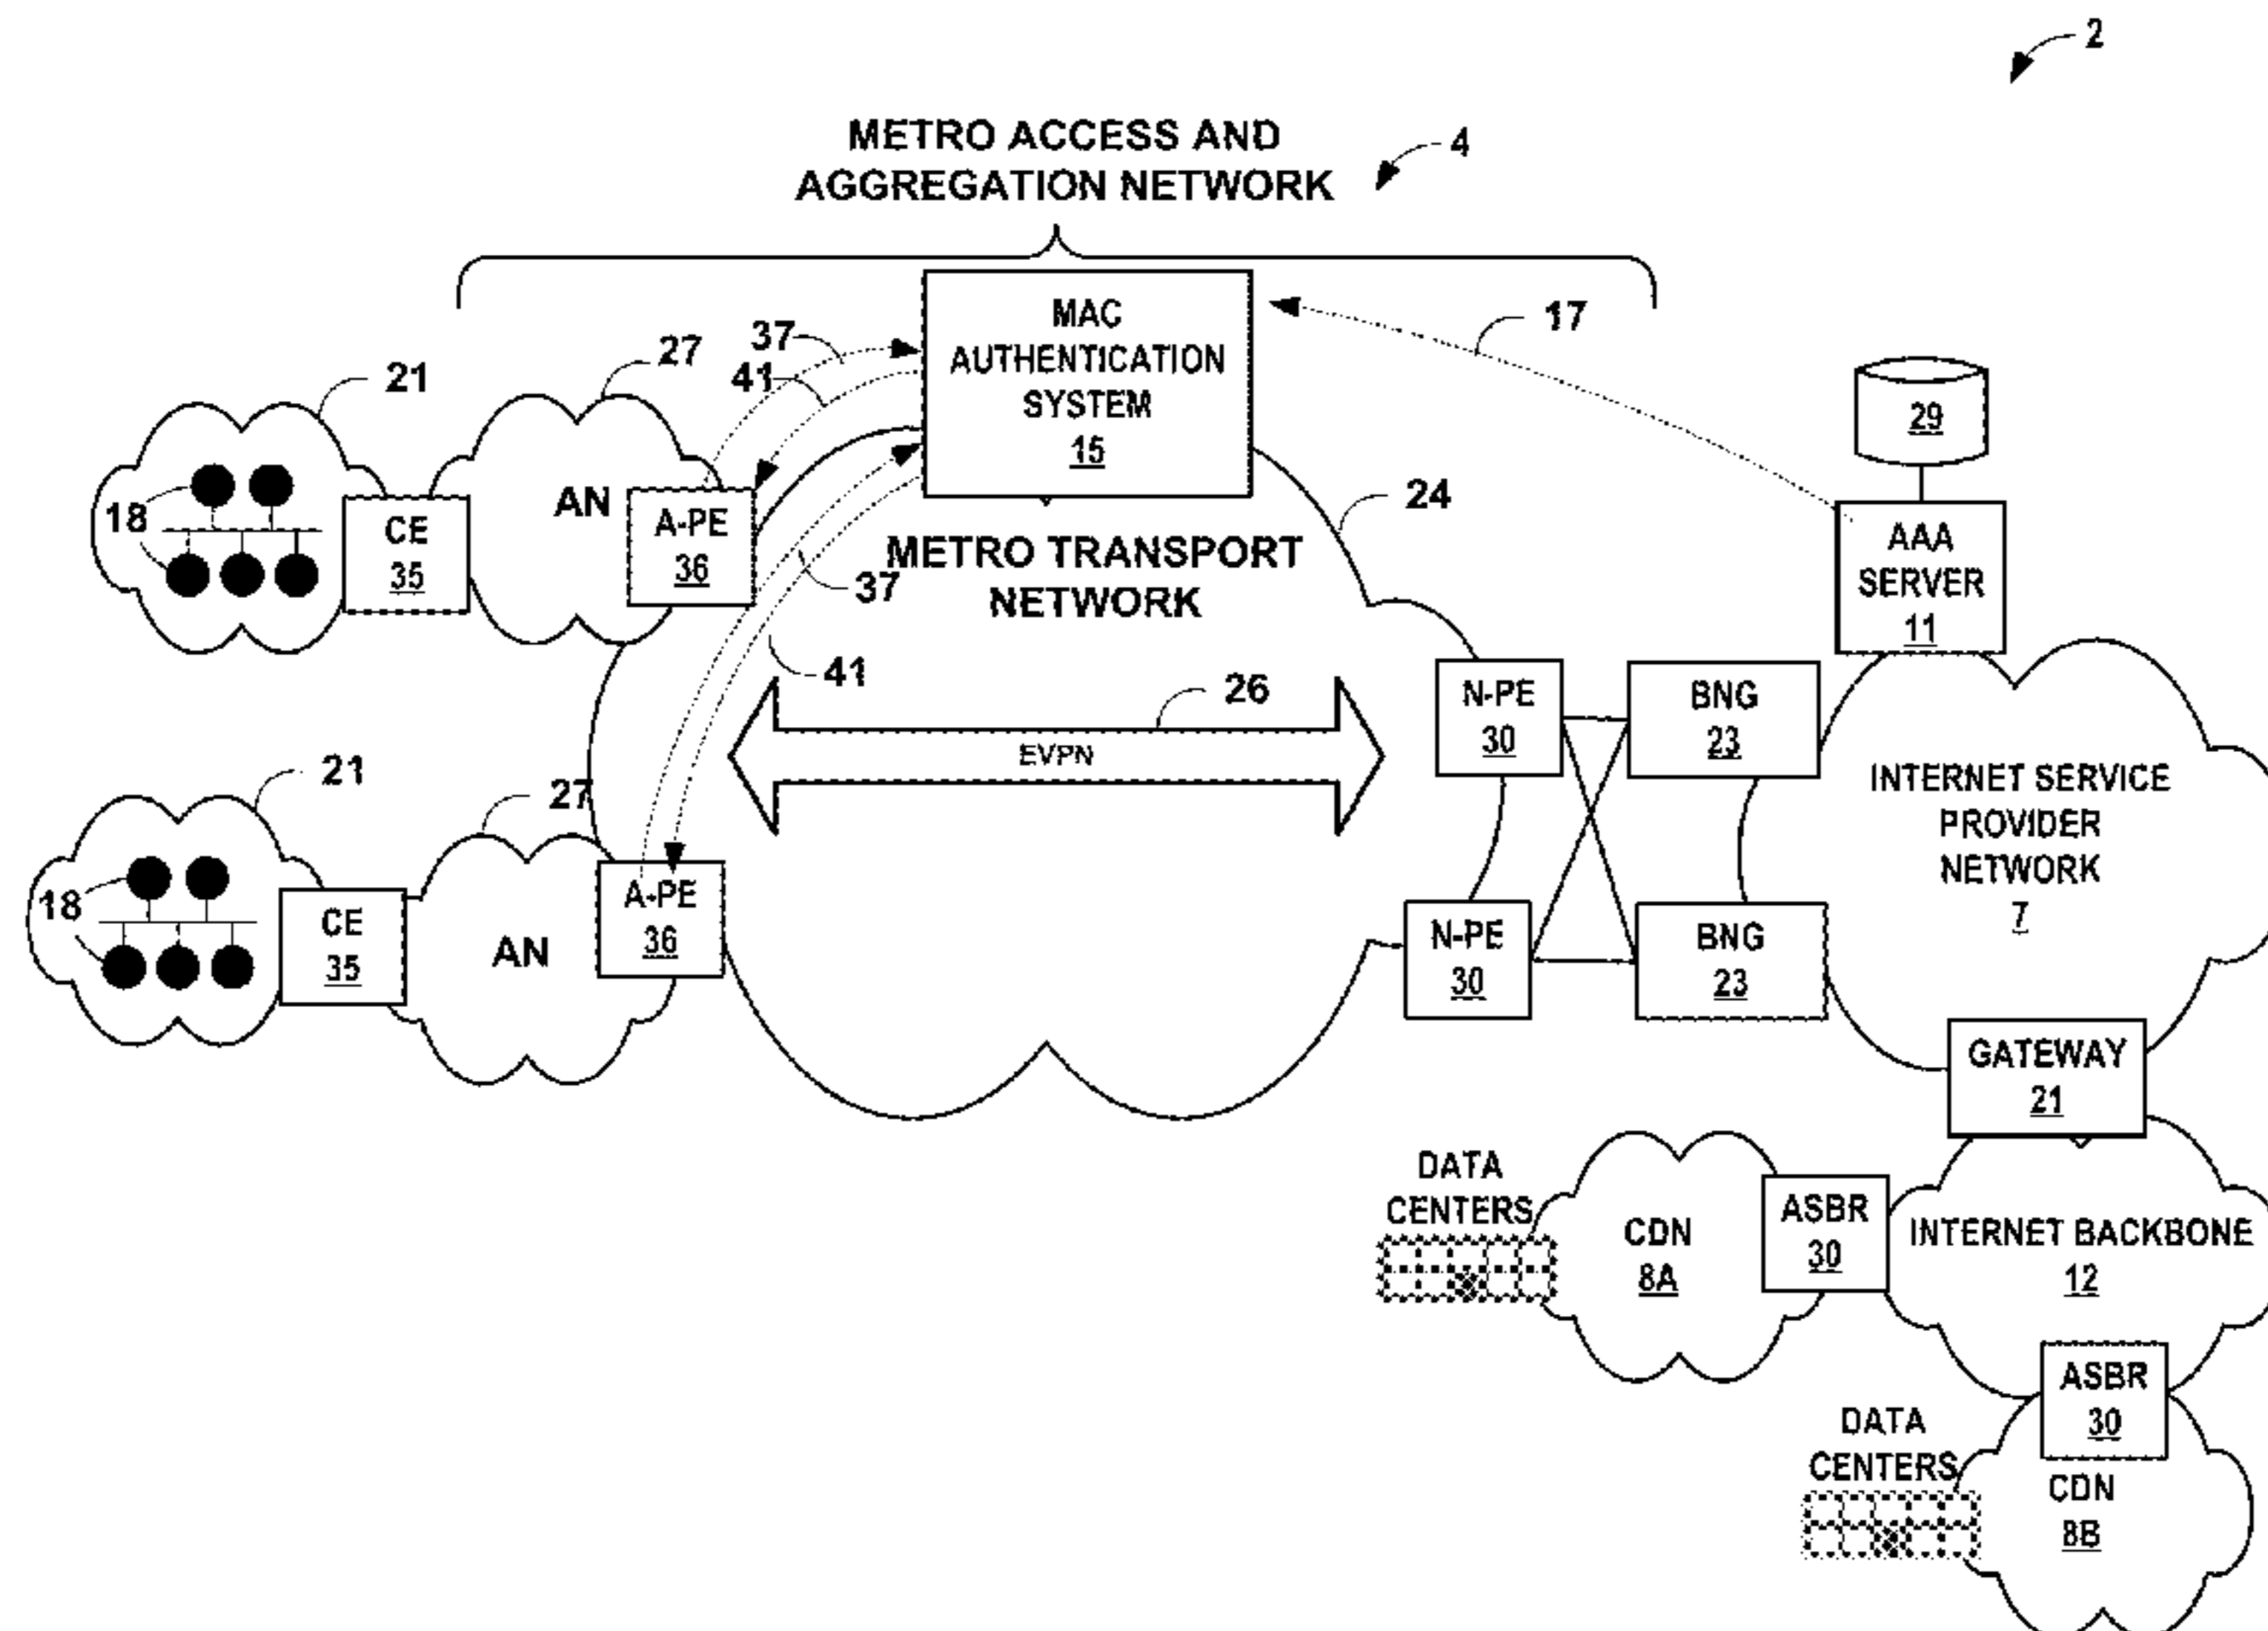 2
METRO ACCESS AND
AGGREGATION NETWORK
4
MAC
AUTHENTICATION
SYSTEM
15
17
37
41
27
21
29
18
CE
35
AN
A-PE
36
24
AAA
SERVER
11
METRO TRANSPORT
NETWORK
37
41
26
EVPN
N-PE
30
BNG
23
INTERNET SERVICE
PROVIDER
NETWORK
7
21
27
18
CE
35
AN
A-PE
36
N-PE
30
BNG
23
GATEWAY
21
DATA
CENTERS
CDN
8A
ASBR
30
INTERNET BACKBONE
12
ASBR
30
DATA
CENTERS
CDN
8B